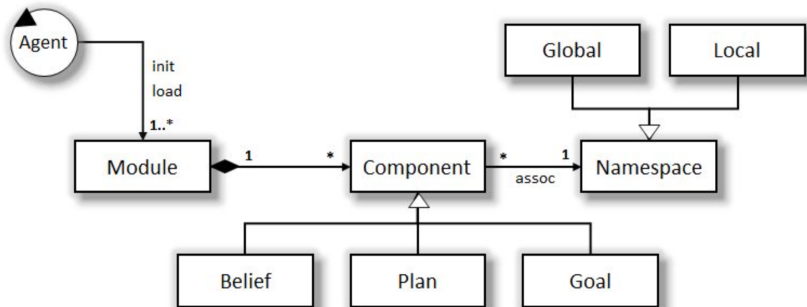 Agent
Global
Local
init
load
1..*
Module
1
*
Component
*
1
assoc
Namespace
Belief
Plan
Goal